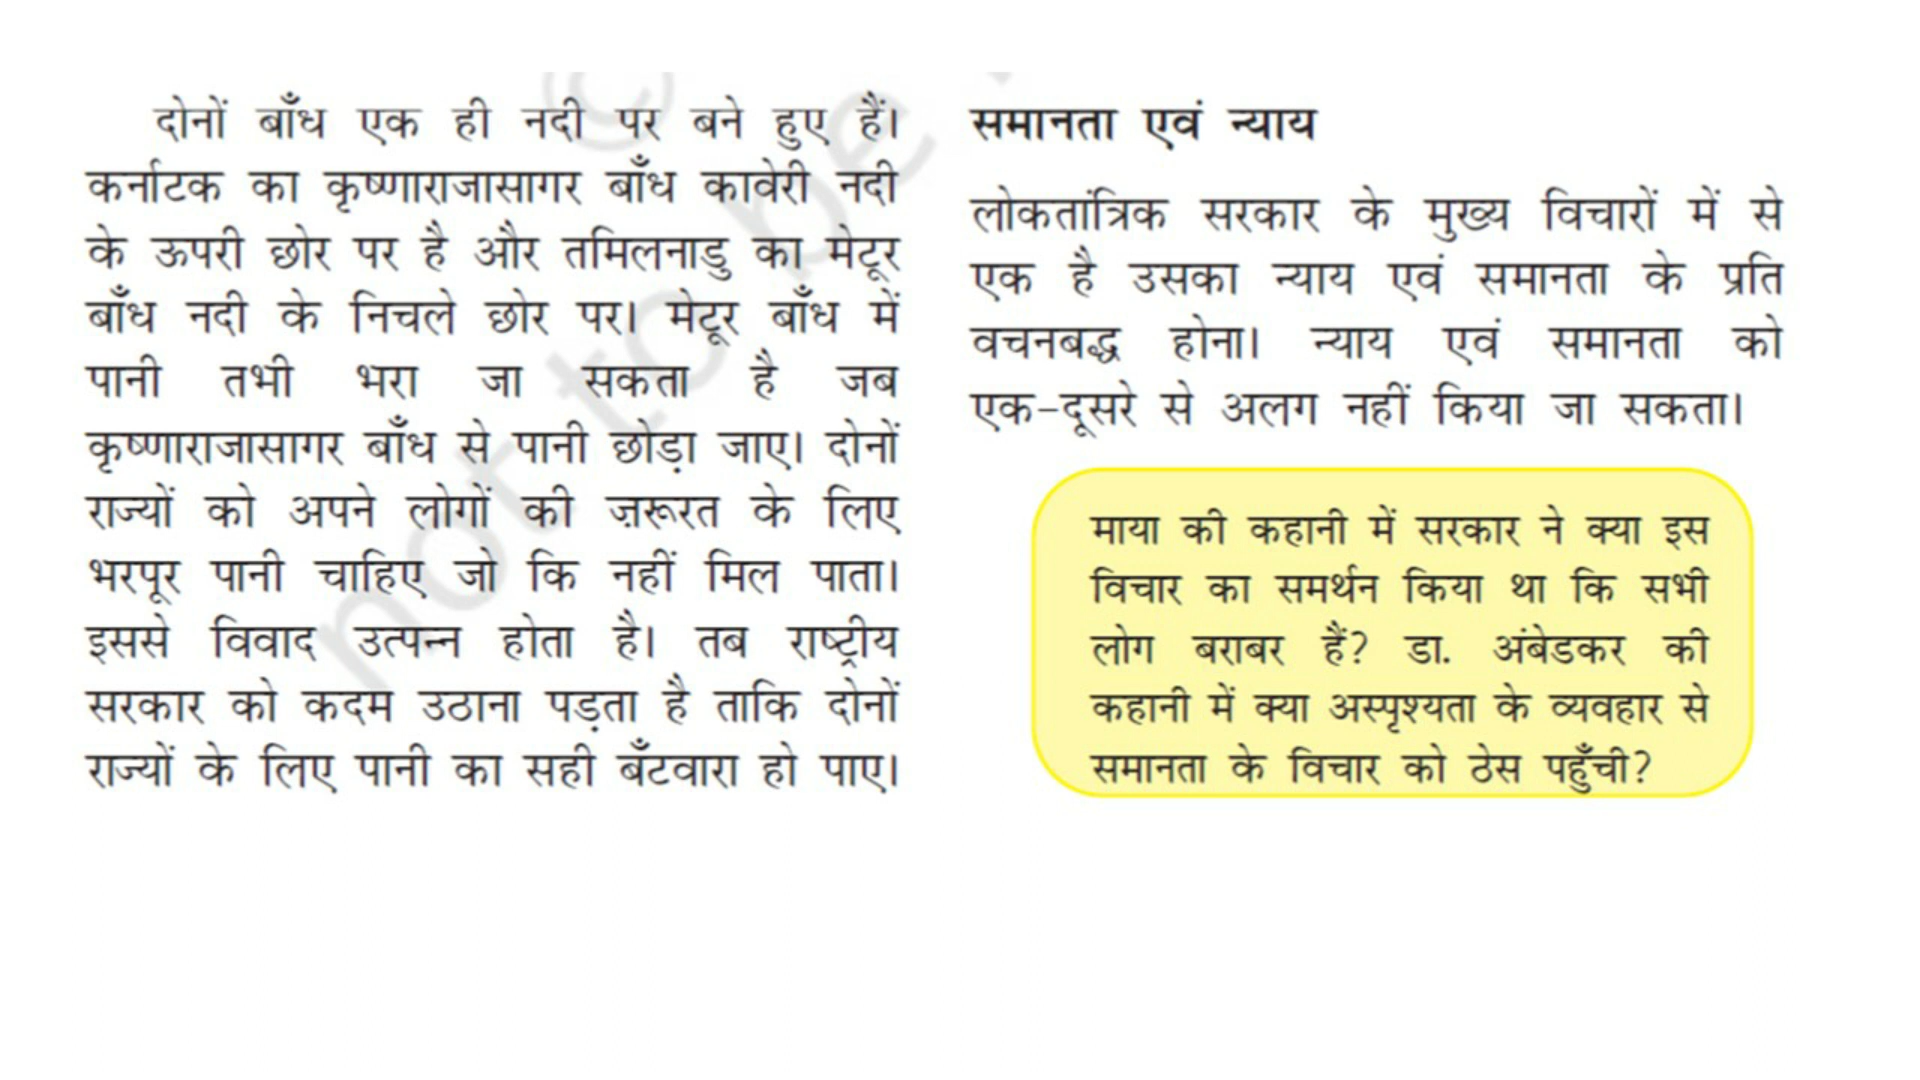 दोनों बाँध एक ही नदी पर बने हुए हैं।
कर्नाटक का कृष्णाराजासागर बाँध कावेरी नदी
के ऊपरी छोर पर है और तमिलनाडु का मेटूर
बाँध नदी के निचले छोर पर। मेटूर बाँध में
पानी तभी भरा जा सकता है जब
कृष्णाराजासागर बाँध से पानी छोड़ा जाए। दोनों
राज्यों को अपने लोगों की ज़रूरत के लिए
भरपूर पानी चाहिए जो कि नहीं मिल पाता।
इससे विवाद उत्पन्न होता है। तब राष्ट्रीय
सरकार को कदम उठाना पड़ता है ताकि दोनों
राज्यों के लिए पानी का सही बँटवारा हो पाए।
समानता एवं न्याय
लोकतांत्रिक सरकार के मुख्य विचारों में से
एक है उसका न्याय एवं समानता के प्रति
वचनबद्ध होना। न्याय एवं समानता को
एक-दूसरे से अलग नहीं किया जा सकता।
माया की कहानी में सरकार ने क्या इस
विचार का समर्थन किया था कि सभी
लोग बराबर हैं? डा. अंबेडकर की
कहानी में क्या अस्पृश्यता के व्यवहार से
समानता के विचार को ठेस पहुँची?
© not to be